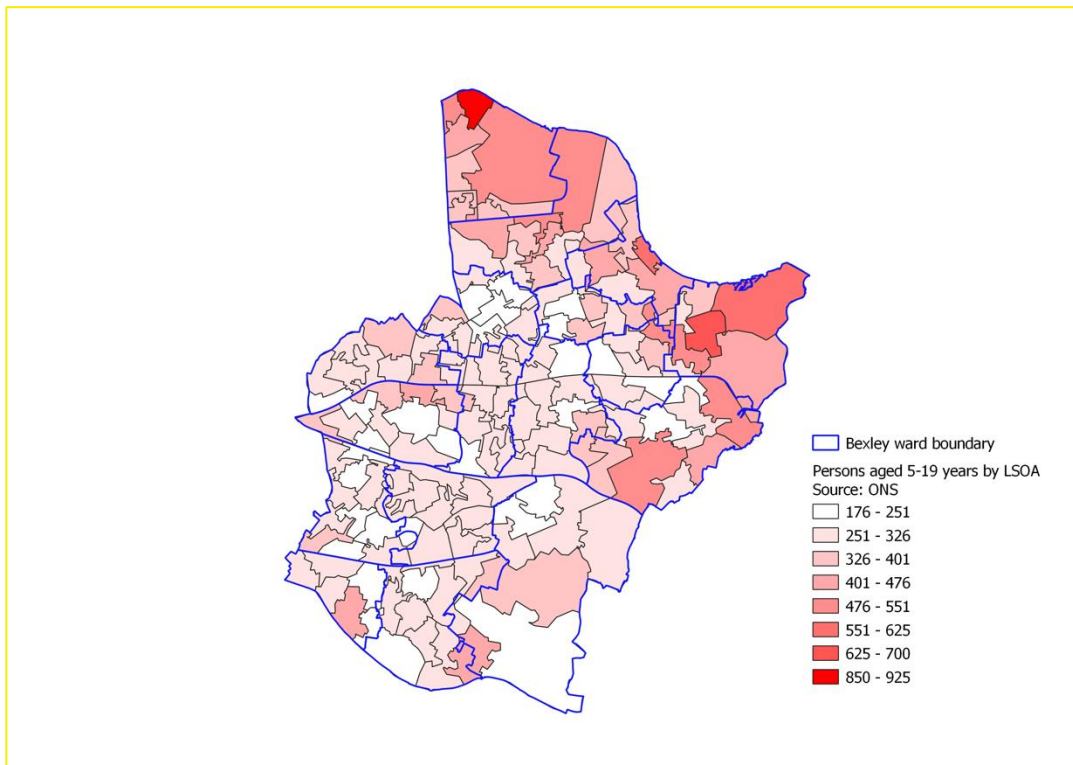 Bexley ward boundary
Persons aged 5-19 years by LSOA
Source: ONS
176 - 251
251 - 326
326 - 401
401 - 476
476 - 551
551 - 625
625 - 700
850 - 925